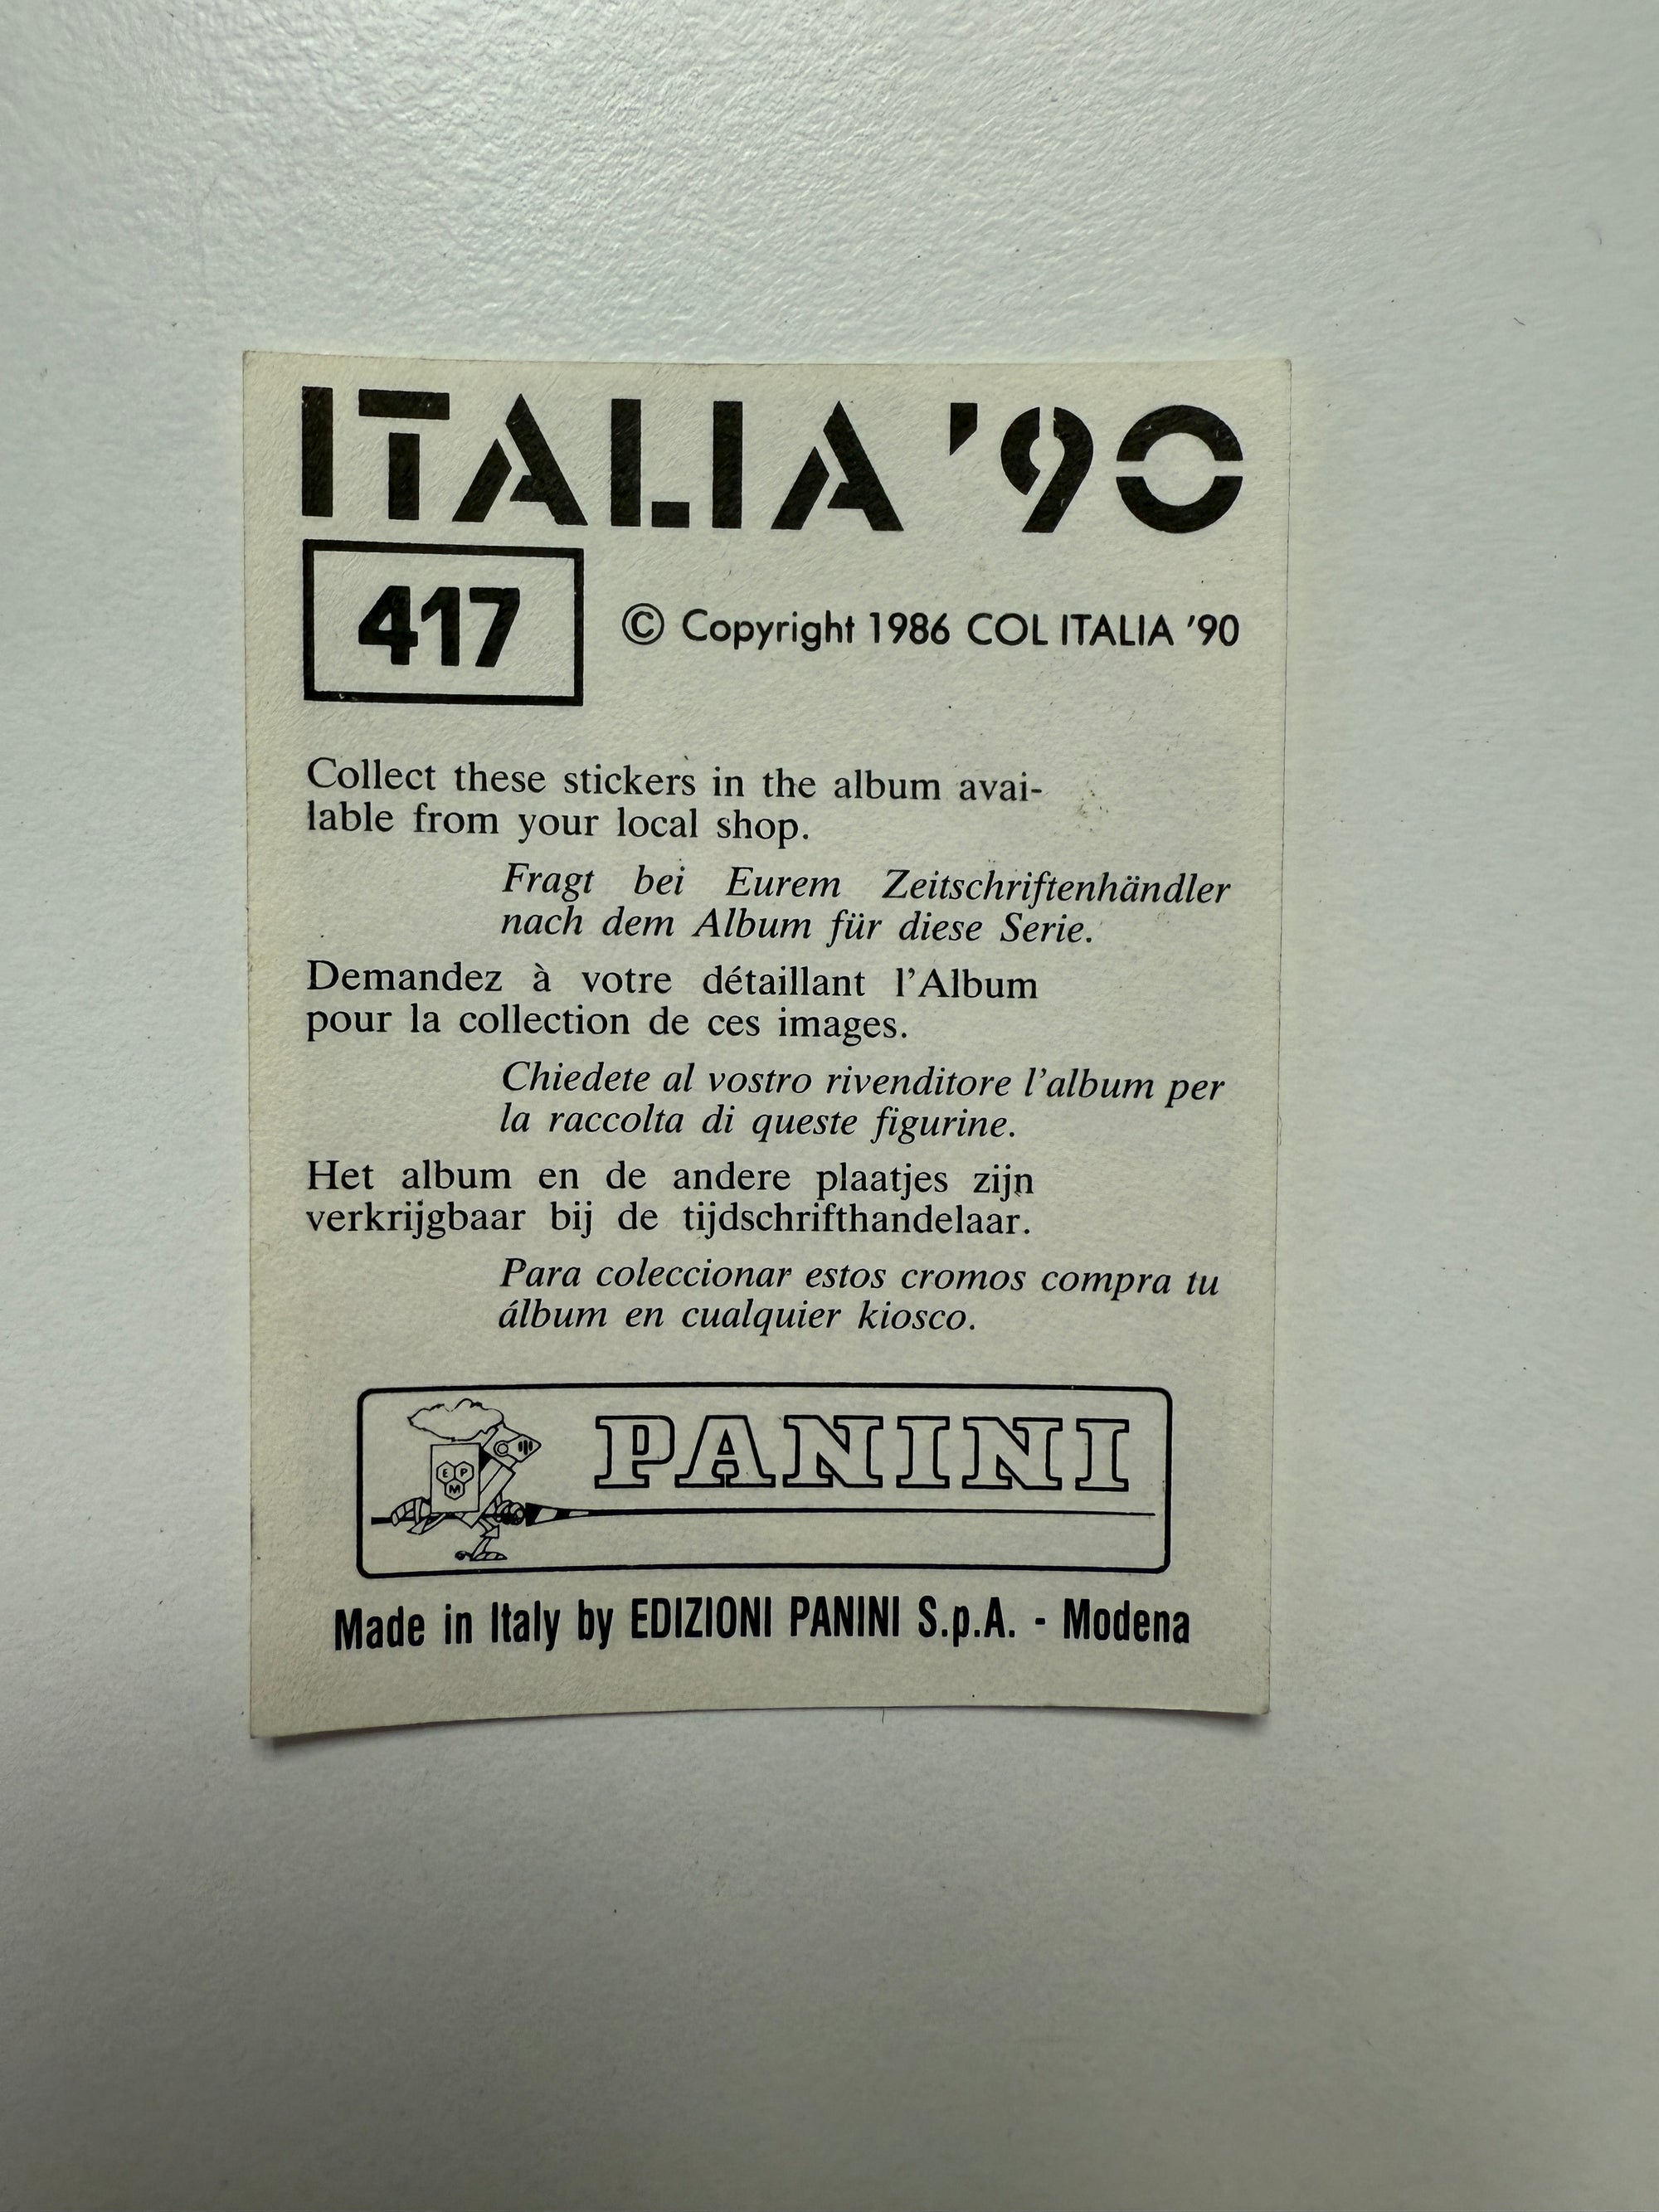 ITALIA '90
417
© Copyright 1986 COL ITALIA '90
Collect these stickers in the album avai-
lable from your local shop.
Fragt bei Eurem Zeitschriftenhändler
nach dem Album für diese Serie.
Demandez à votre détaillant l'Album
pour la collection de ces images.
Chiedete al vostro rivenditore l'album per
la raccolta di queste figurine.
Het album en de andere plaatjes zijn
verkrijgbaar bij de tijdschrifthandelaar.
Para coleccionar estos cromos compra tu
álbum en cualquier kiosco.
E P
M
PANINI
Made in Italy by EDIZIONI PANINI S.p.A. - Modena